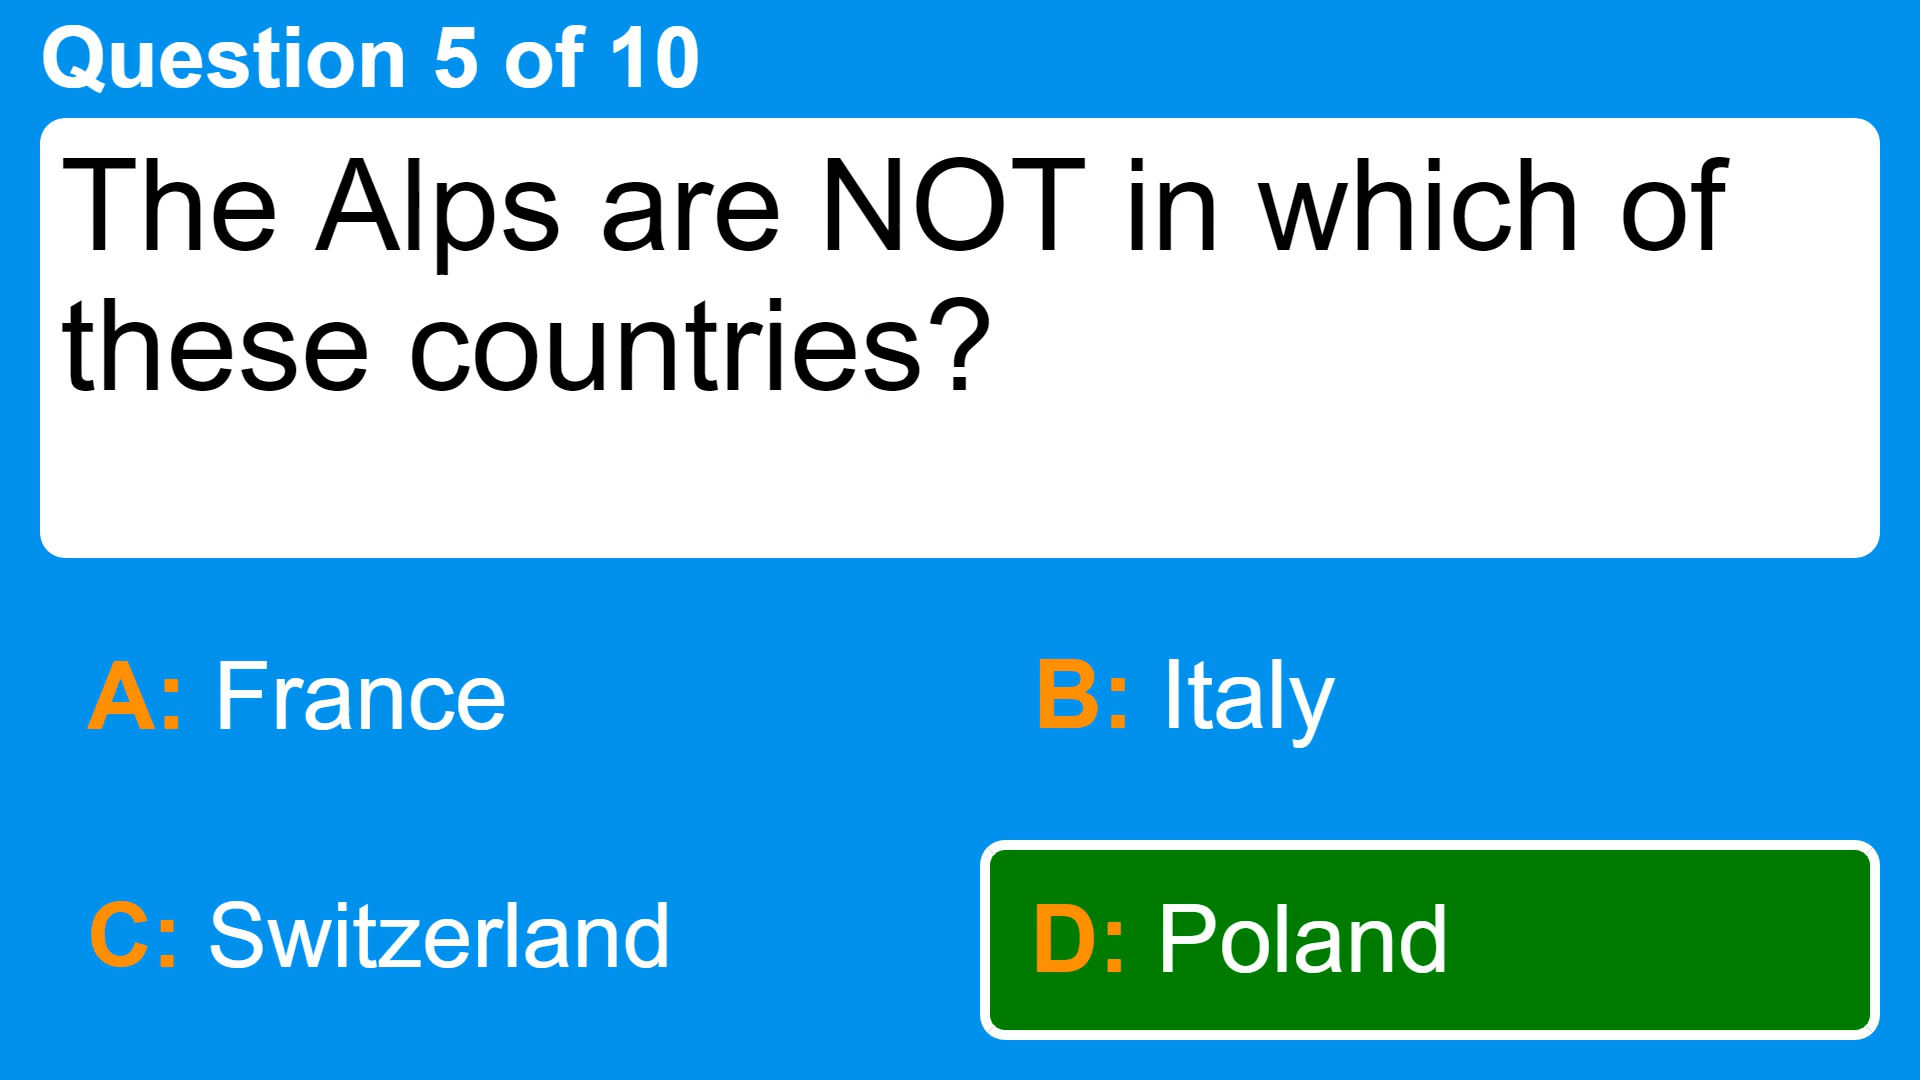 Question 5 of 10
The Alps are NOT in which of
these countries?
A: France
B: Italy
C: Switzerland
D: Poland